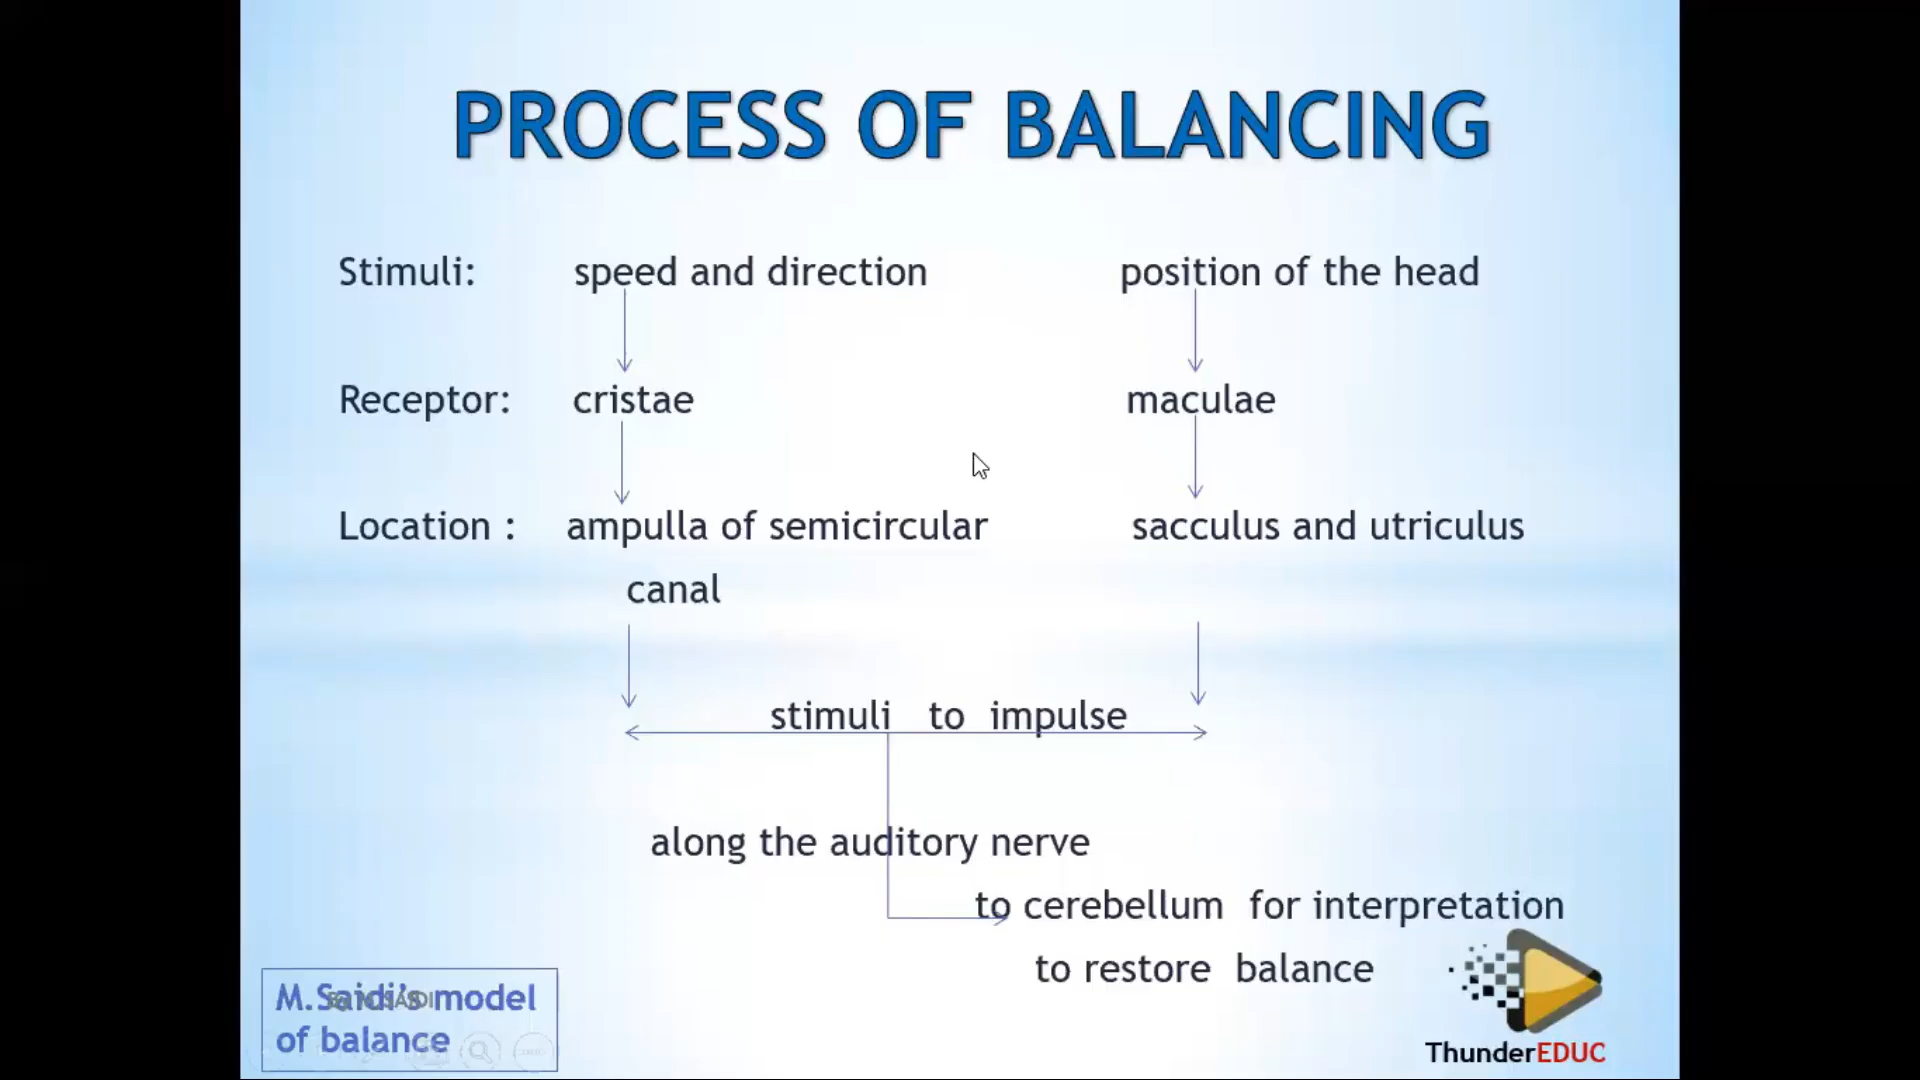 PROCESS OF BALANCING
Stimuli: speed and direction position of the head
Receptor: cristae maculae
Location : ampulla of semicircular sacculus and utriculus
canal
stimuli to impulse
along the auditory nerve
to cerebellum for interpretation
to restore balance
M.Saidi's model
of balance
ThunderEDUC